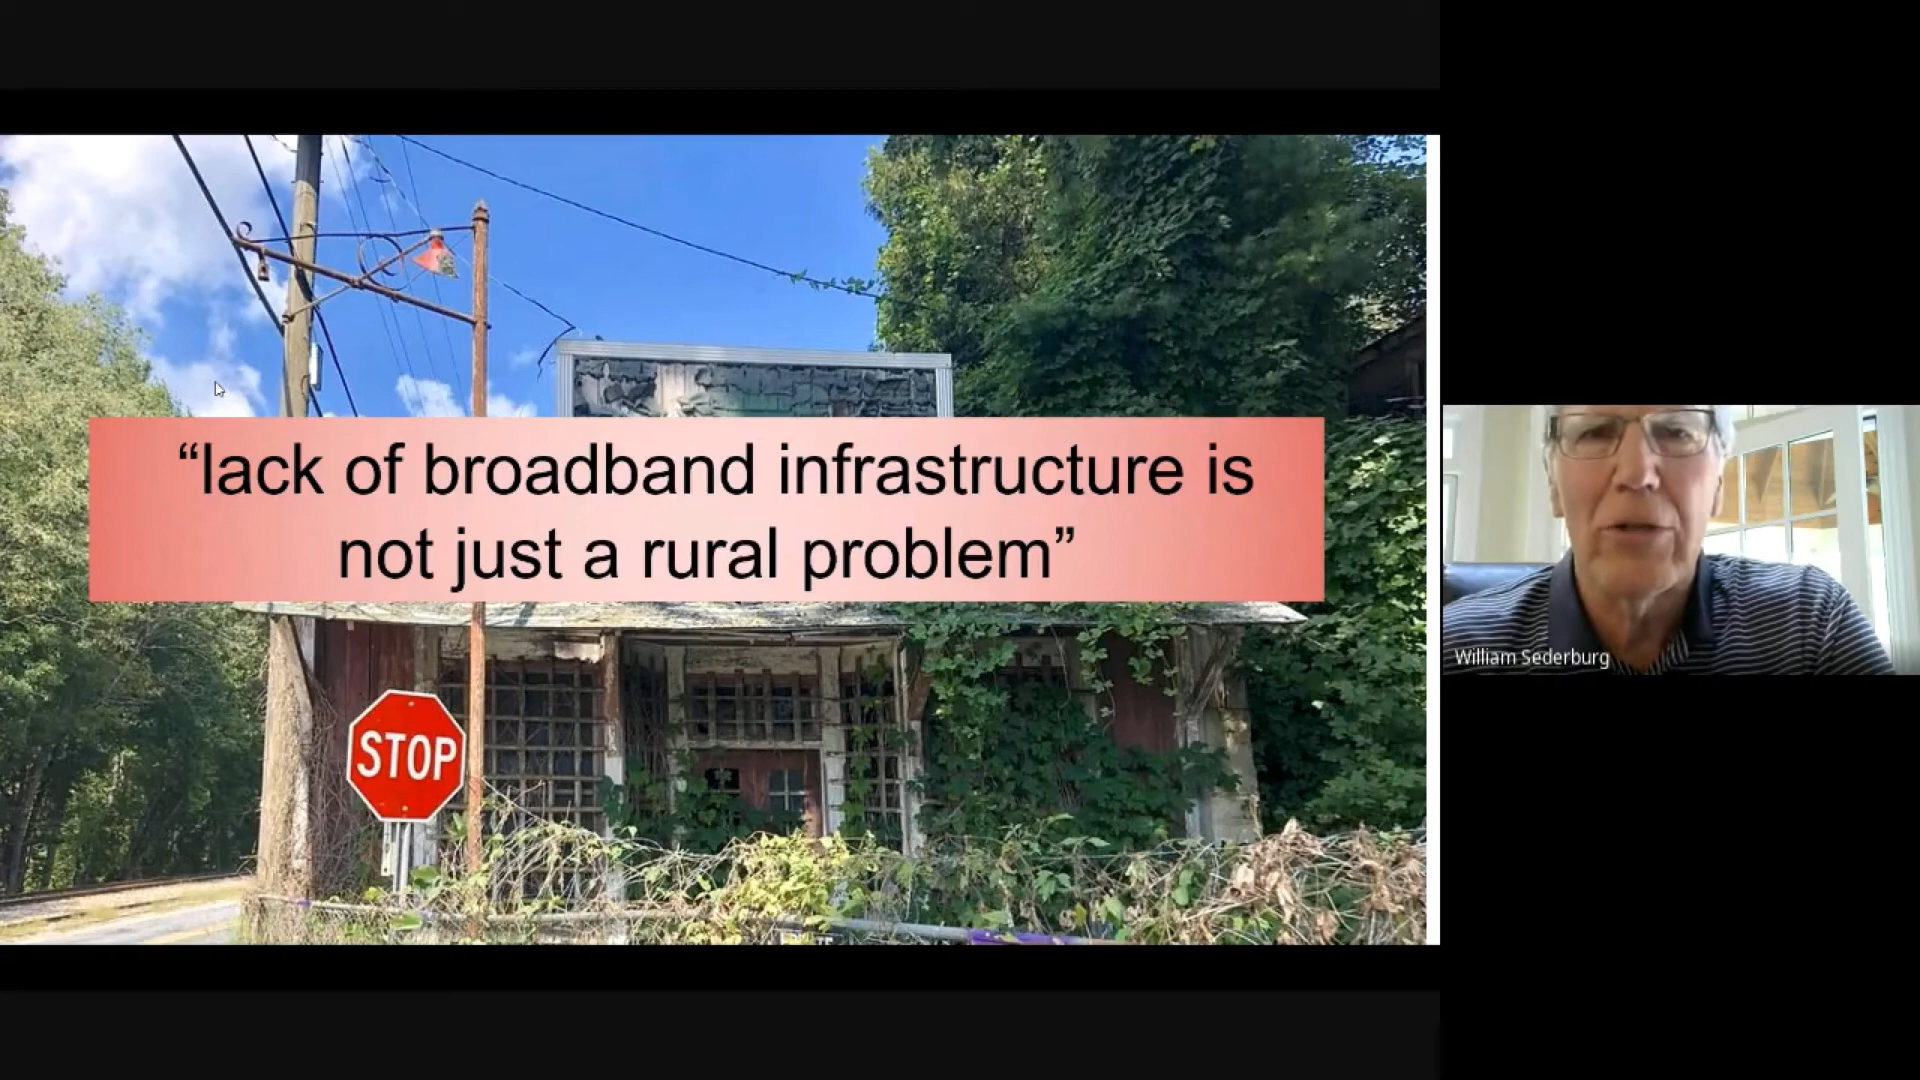 “lack of broadband infrastructure is
not just a rural problem”
STOP
William Sederburg